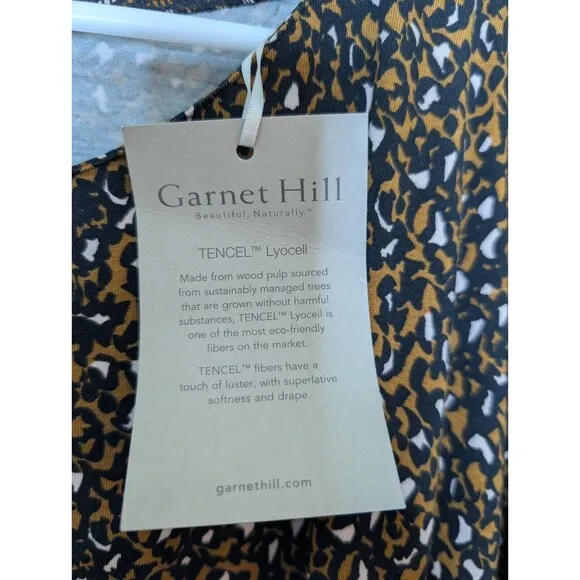 Garnet Hill
Beautiful, Naturally.™
TENCEL™ Lyocell
Made from wood pulp sourced
from sustainably managed trees
that are grown without harmful
substances, TENCEL™ Lyocell is
one of the most eco-friendly
fibers on the market.
TENCEL™ fibers have a
touch of luster, with superlative
softness and drape.
garnethill.com